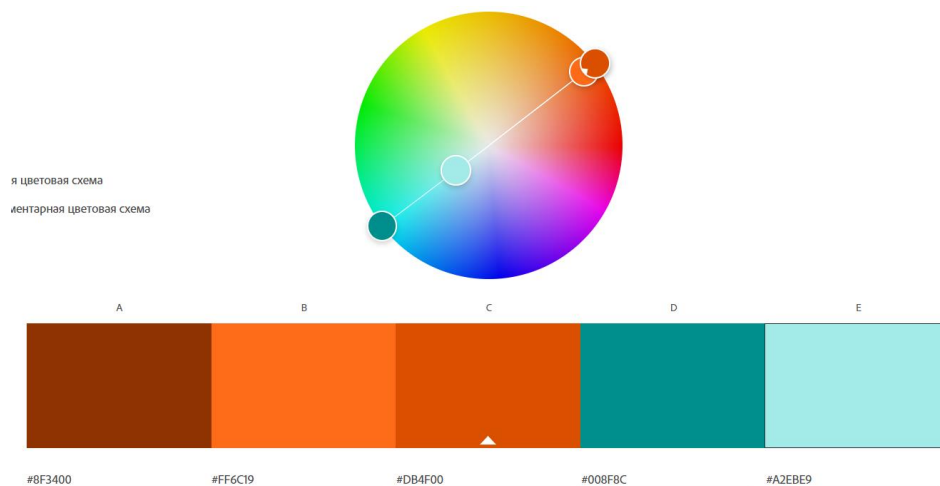 я цветовая схема
ментарная цветовая схема
A B C D E
#8F3400 #FF6C19 #DB4F00 #008F8C #A2EBE9